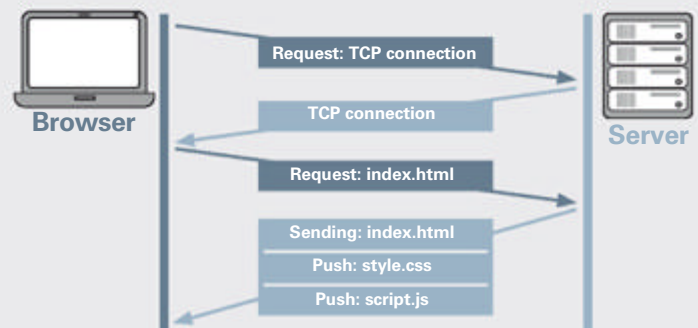 Request: TCP connection
Browser
TCP connection
Server
Request: index.html
Sending: index.html
Push: style.css
Push: script.js